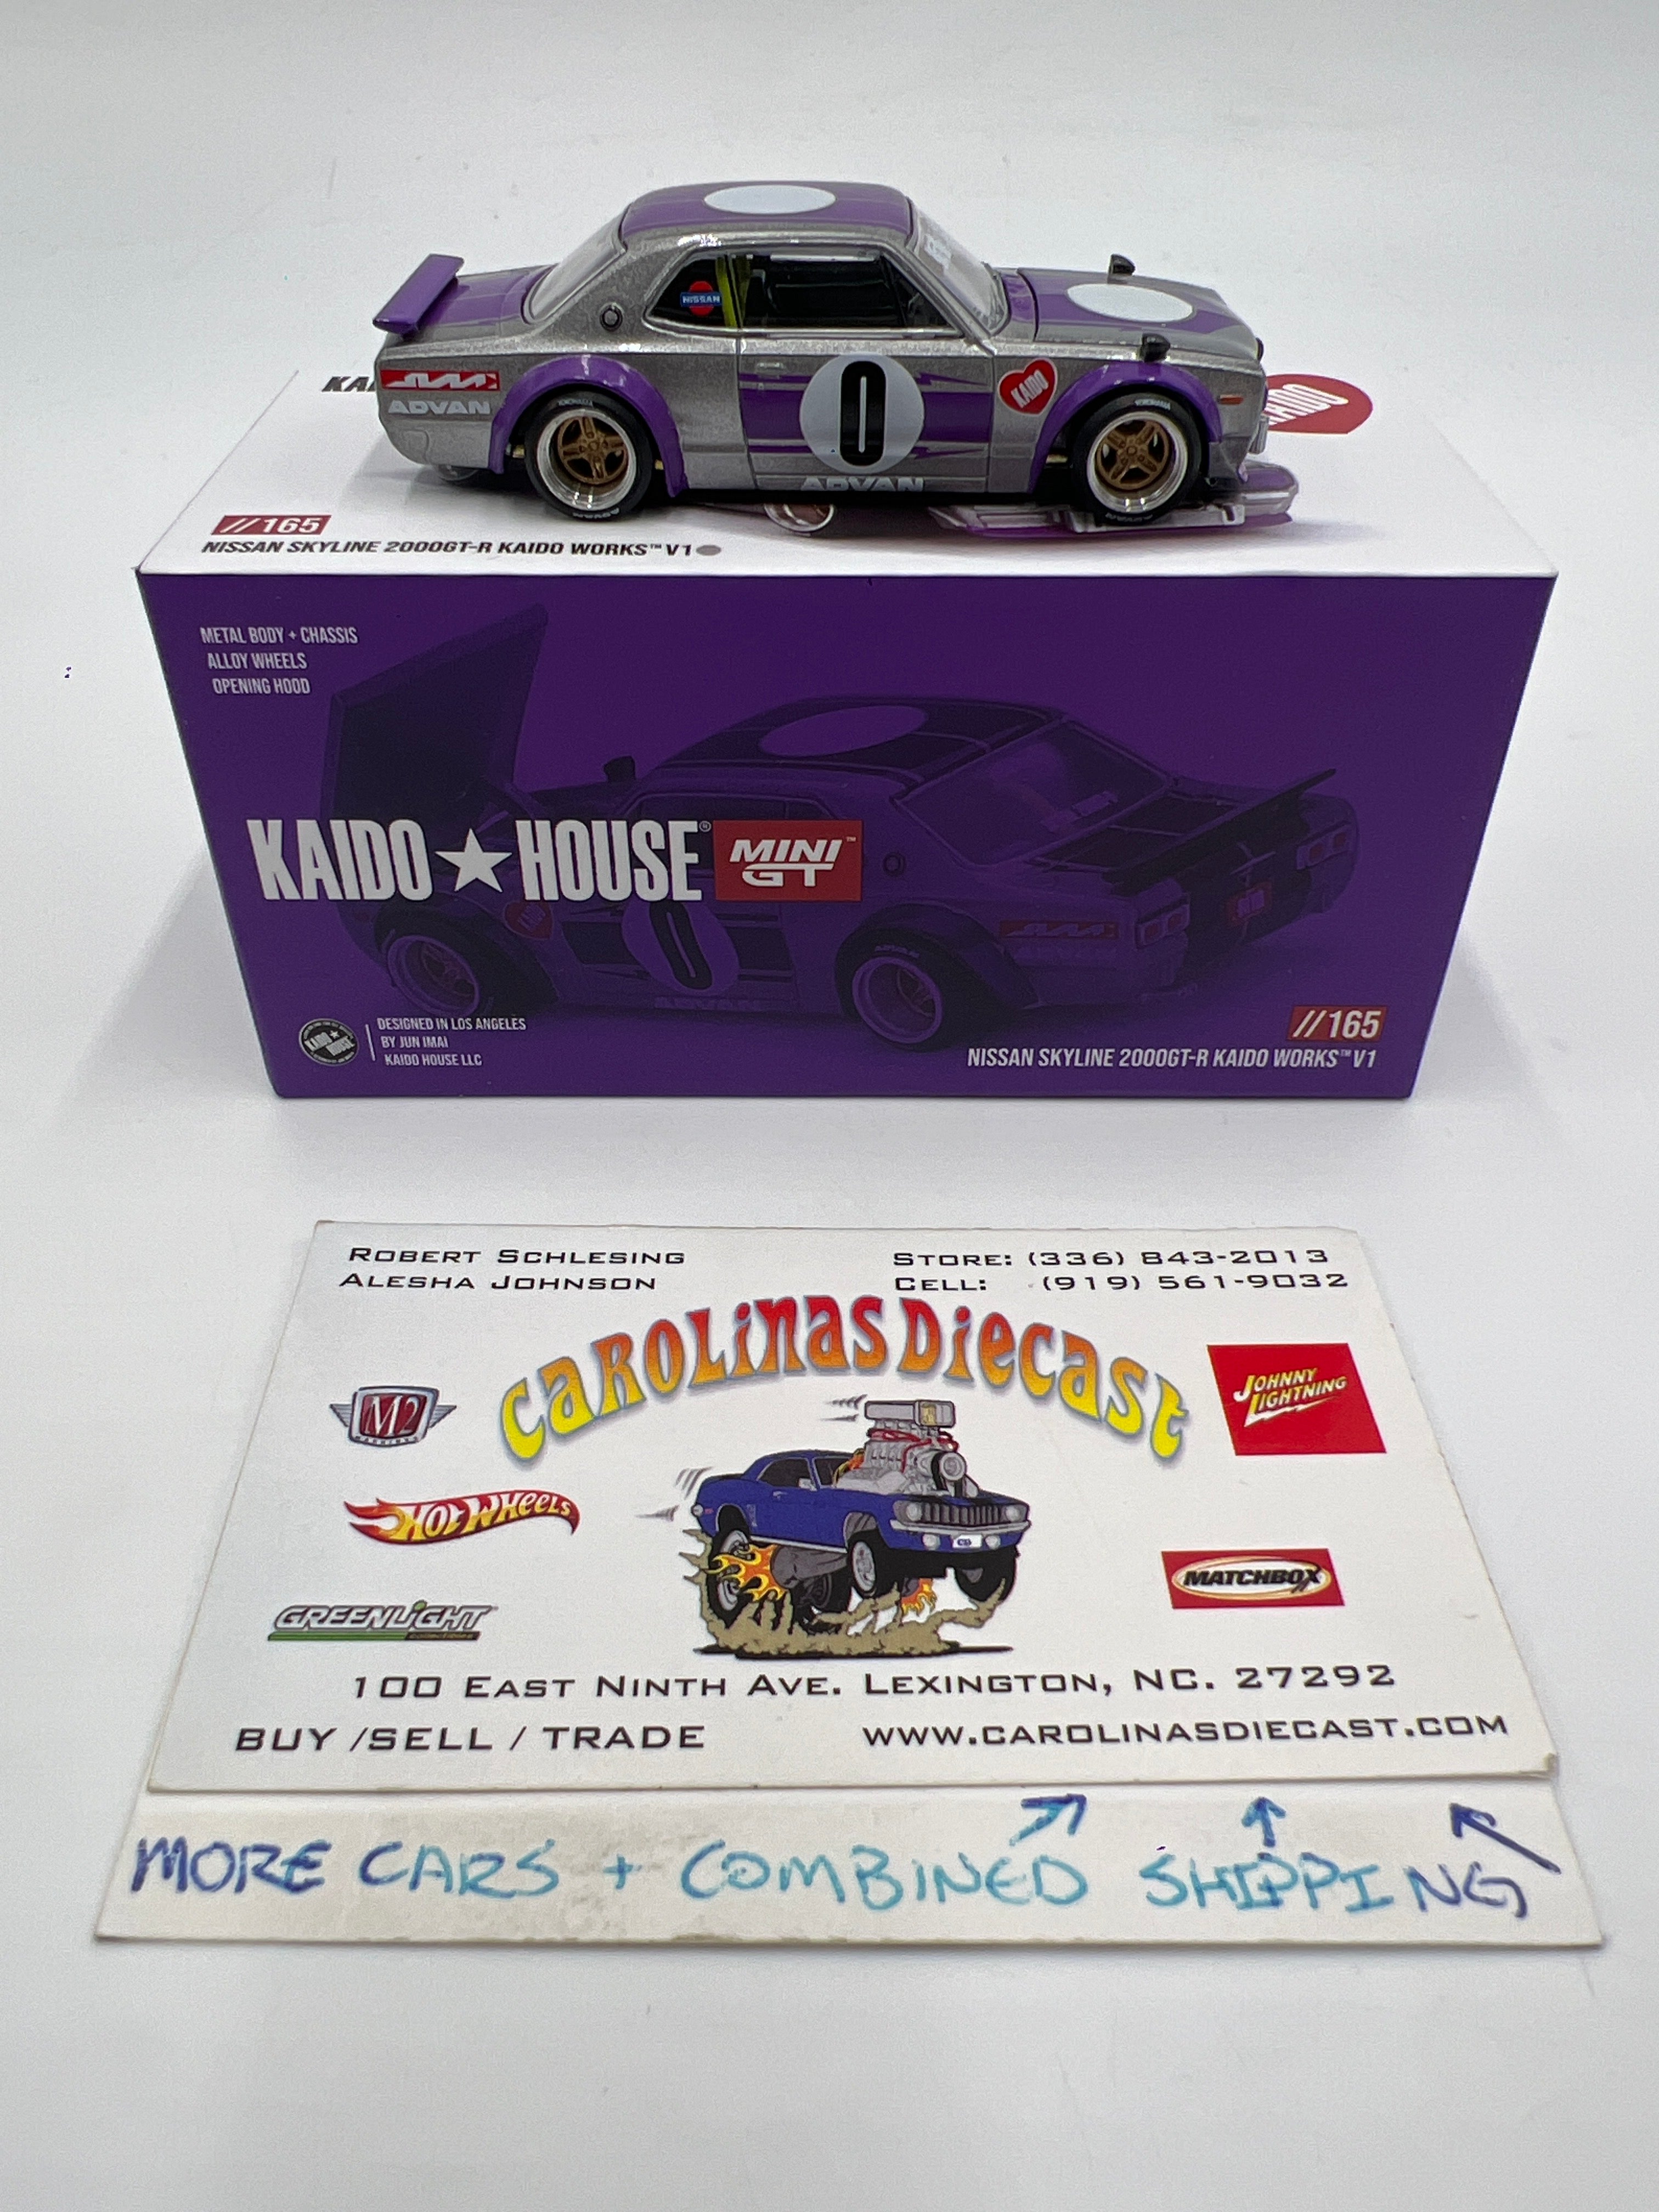 NISSAN
KAIDO
ADVAN
0
KAIDO
ADVAN
//165
NISSAN SKYLINE 2000GT-R KAIDO WORKS™ V1
METAL BODY + CHASSIS
ALLOY WHEELS
OPENING HOOD
KAIDO★HOUSE® MINI GT™
DESIGNED IN LOS ANGELES
BY JUN IMAI
KAIDO HOUSE LLC
//165
NISSAN SKYLINE 2000GT-R KAIDO WORKS™ V1
ROBERT SCHLESING
ALESHA JOHNSON
STORE: (336) 843-2013
CELL: (919) 561-9032
CAROLINAS DIECAST
M2
MACHINES
JOHNNY
LIGHTNING
HOT WHEELS
MATCHBOX
GREENLIGHT
100 EAST NINTH AVE. LEXINGTON, NC. 27292
BUY /SELL / TRADE
WWW.CAROLINASDIECAST.COM
MORE CARS + COMBINED SHIPPING